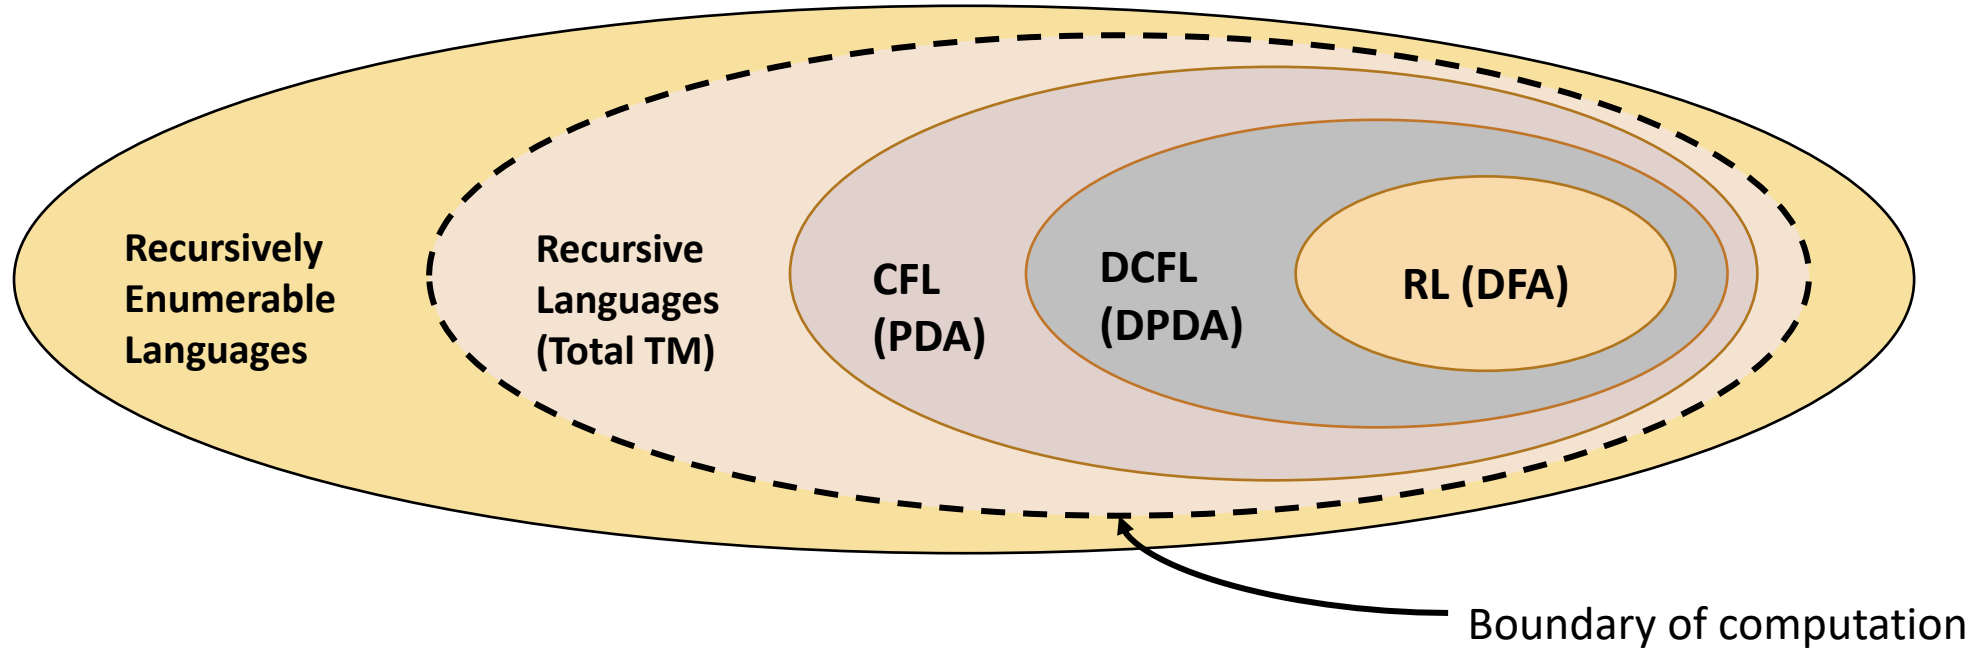 Recursively
Enumerable
Languages
Recursive
Languages
(Total TM)
CFL
(PDA)
DCFL
(DPDA)
RL (DFA)
Boundary of computation